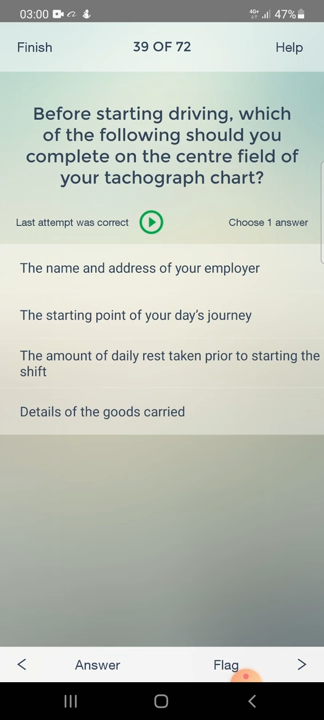 03:00 4G+ 47%
Finish 39 OF 72 Help
Before starting driving, which
of the following should you
complete on the centre field of
your tachograph chart?
Last attempt was correct Choose 1 answer
The name and address of your employer
The starting point of your day's journey
The amount of daily rest taken prior to starting the
shift
Details of the goods carried
< Answer Flag >